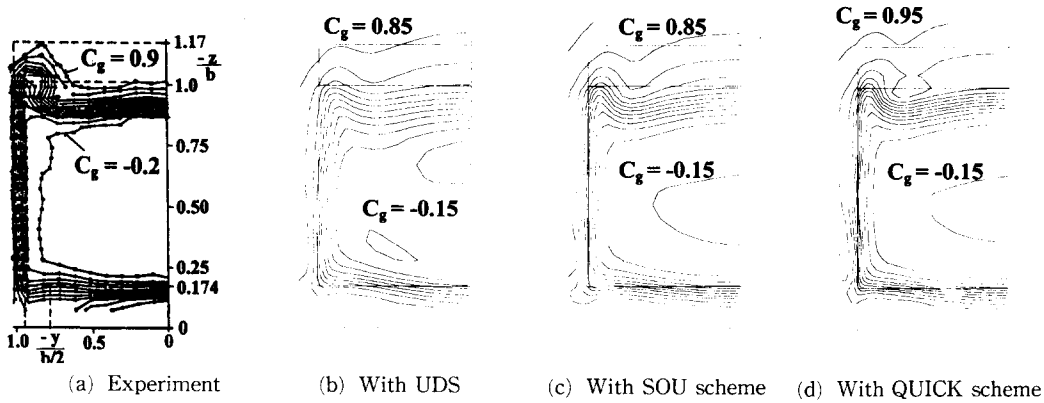 C_g = 0.9
1.17
-z
b
1.0
0.75
C_g = -0.2
0.50
0.25
0.174
0
1.0
-y
b/2
0.5
0
(a) Experiment
C_g = 0.85
C_g = -0.15
(b) With UDS
C_g = 0.85
C_g = -0.15
(c) With SOU scheme
C_g = 0.95
C_g = -0.15
(d) With QUICK scheme